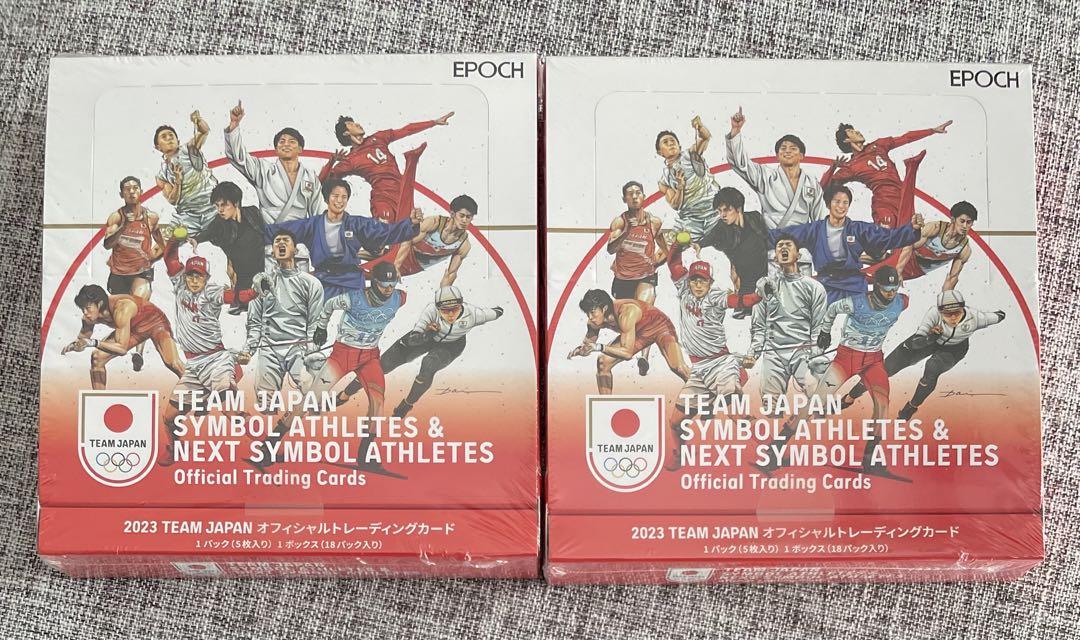 EPOCH
14
JAPAN
TEAM JAPAN
TEAM JAPAN
SYMBOL ATHLETES &
NEXT SYMBOL ATHLETES
Official Trading Cards
2023 TEAM JAPAN オフィシャルトレーディングカード
1パック(5枚入り) 1ボックス(18パック入り)
EPOCH
14
JAPAN
TEAM JAPAN
TEAM JAPAN
SYMBOL ATHLETES &
NEXT SYMBOL ATHLETES
Official Trading Cards
2023 TEAM JAPAN オフィシャルトレーディングカード
1パック(5枚入り) 1ボックス(18パック入り)